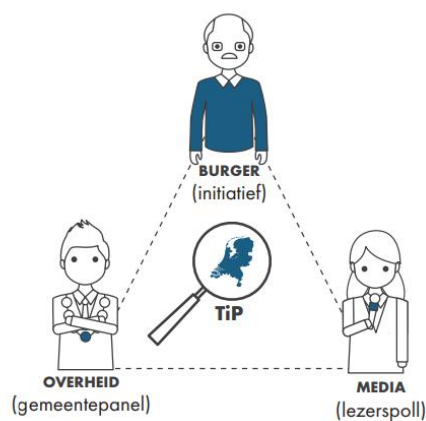 BURGER
(initiatief)
TiP
OVERHEID
(gemeentepanel)
MEDIA
(lezerspoll)